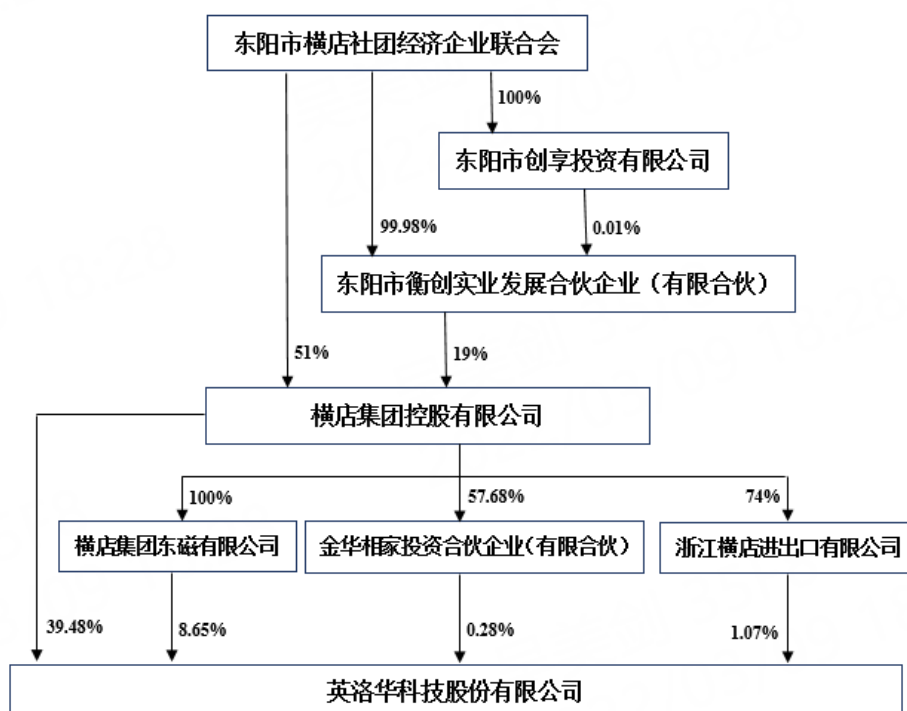 东阳市横店社团经济企业联合会
100%
东阳市创享投资有限公司
99.98%
0.01%
东阳市衡创实业发展合伙企业（有限合伙）
51%
19%
横店集团控股有限公司
100%
57.68%
74%
横店集团东磁有限公司
金华相家投资合伙企业（有限合伙）
浙江横店进出口有限公司
39.48%
8.65%
0.28%
1.07%
英洛华科技股份有限公司